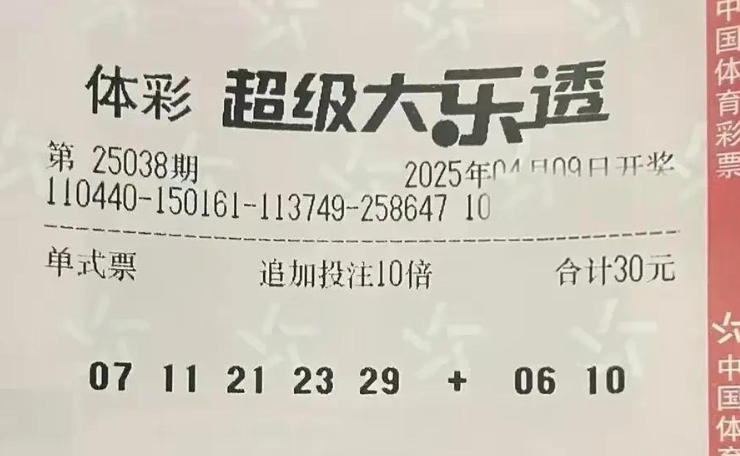 体彩 超级大乐透
第 25038期 2025年04月09日开奖
110440-150161-113749-258647 10
单式票 追加投注10倍 合计30元
07 11 21 23 29 + 06 10
中国体育彩票
中国体